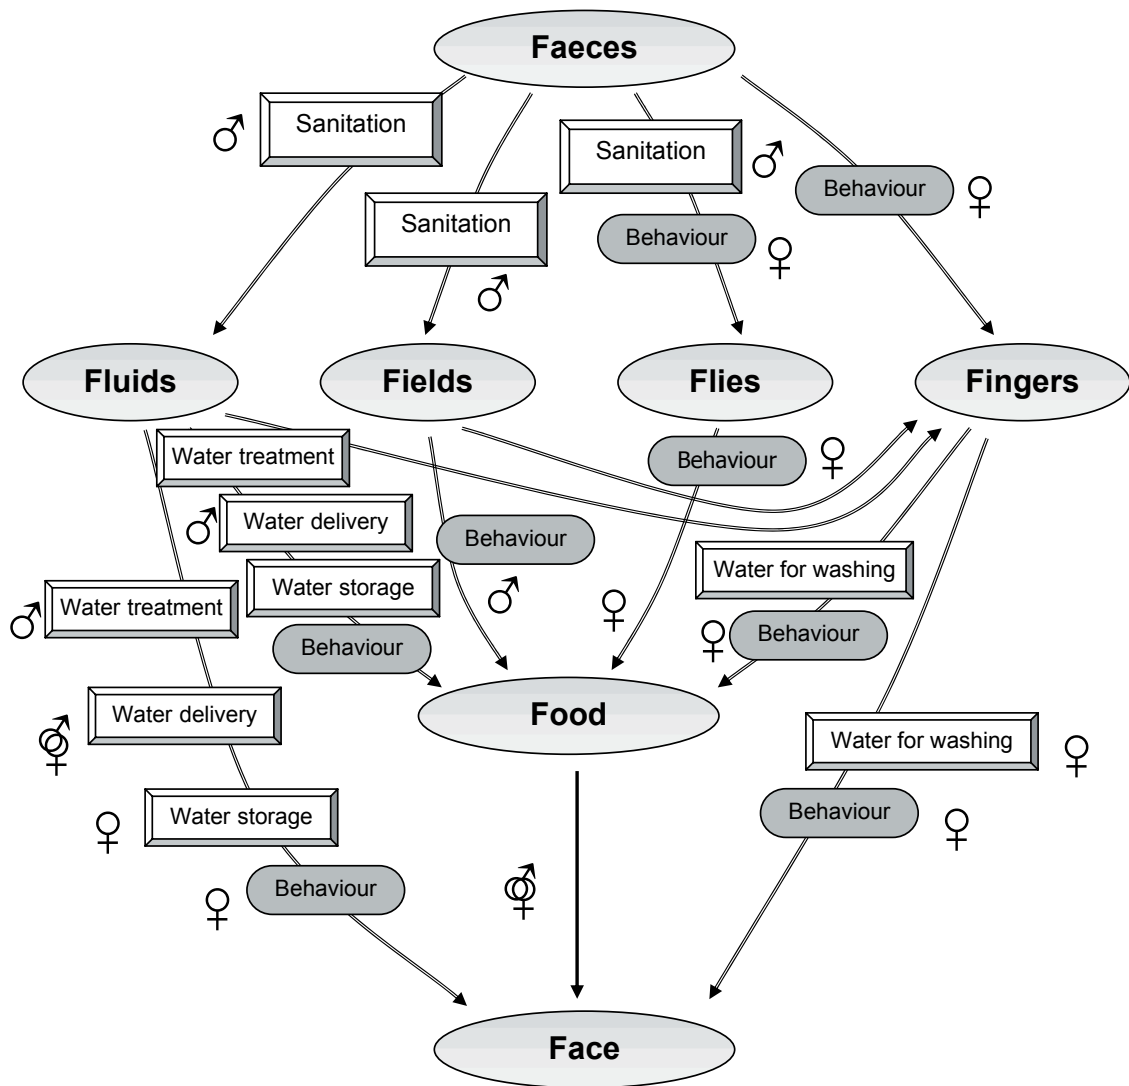 Faeces
Sanitation
Sanitation
Behaviour
Sanitation
Behaviour
Fluids
Fields
Flies
Fingers
Water treatment
Behaviour
Water delivery
Behaviour
Water storage
Water for washing
Water treatment
Behaviour
Behaviour
Water delivery
Food
Water for washing
Water storage
Behaviour
Behaviour
Face